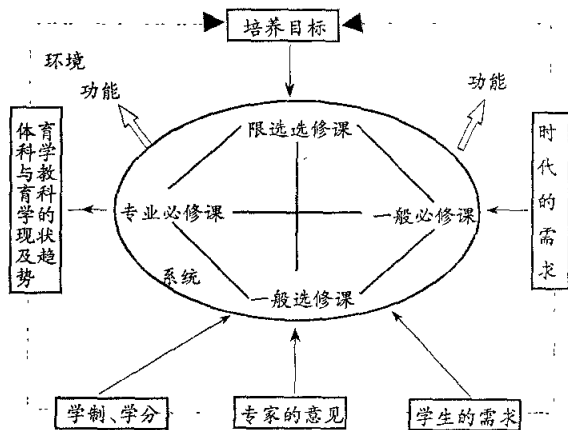 培养目标
环境
功能
功能
限选选修课
体育
科学
与教
育科
学的
现状
及趋
势
专业必修课
一般必修课
时
代
的
需
求
系统
一般选修课
学制、学分
专家的意见
学生的需求